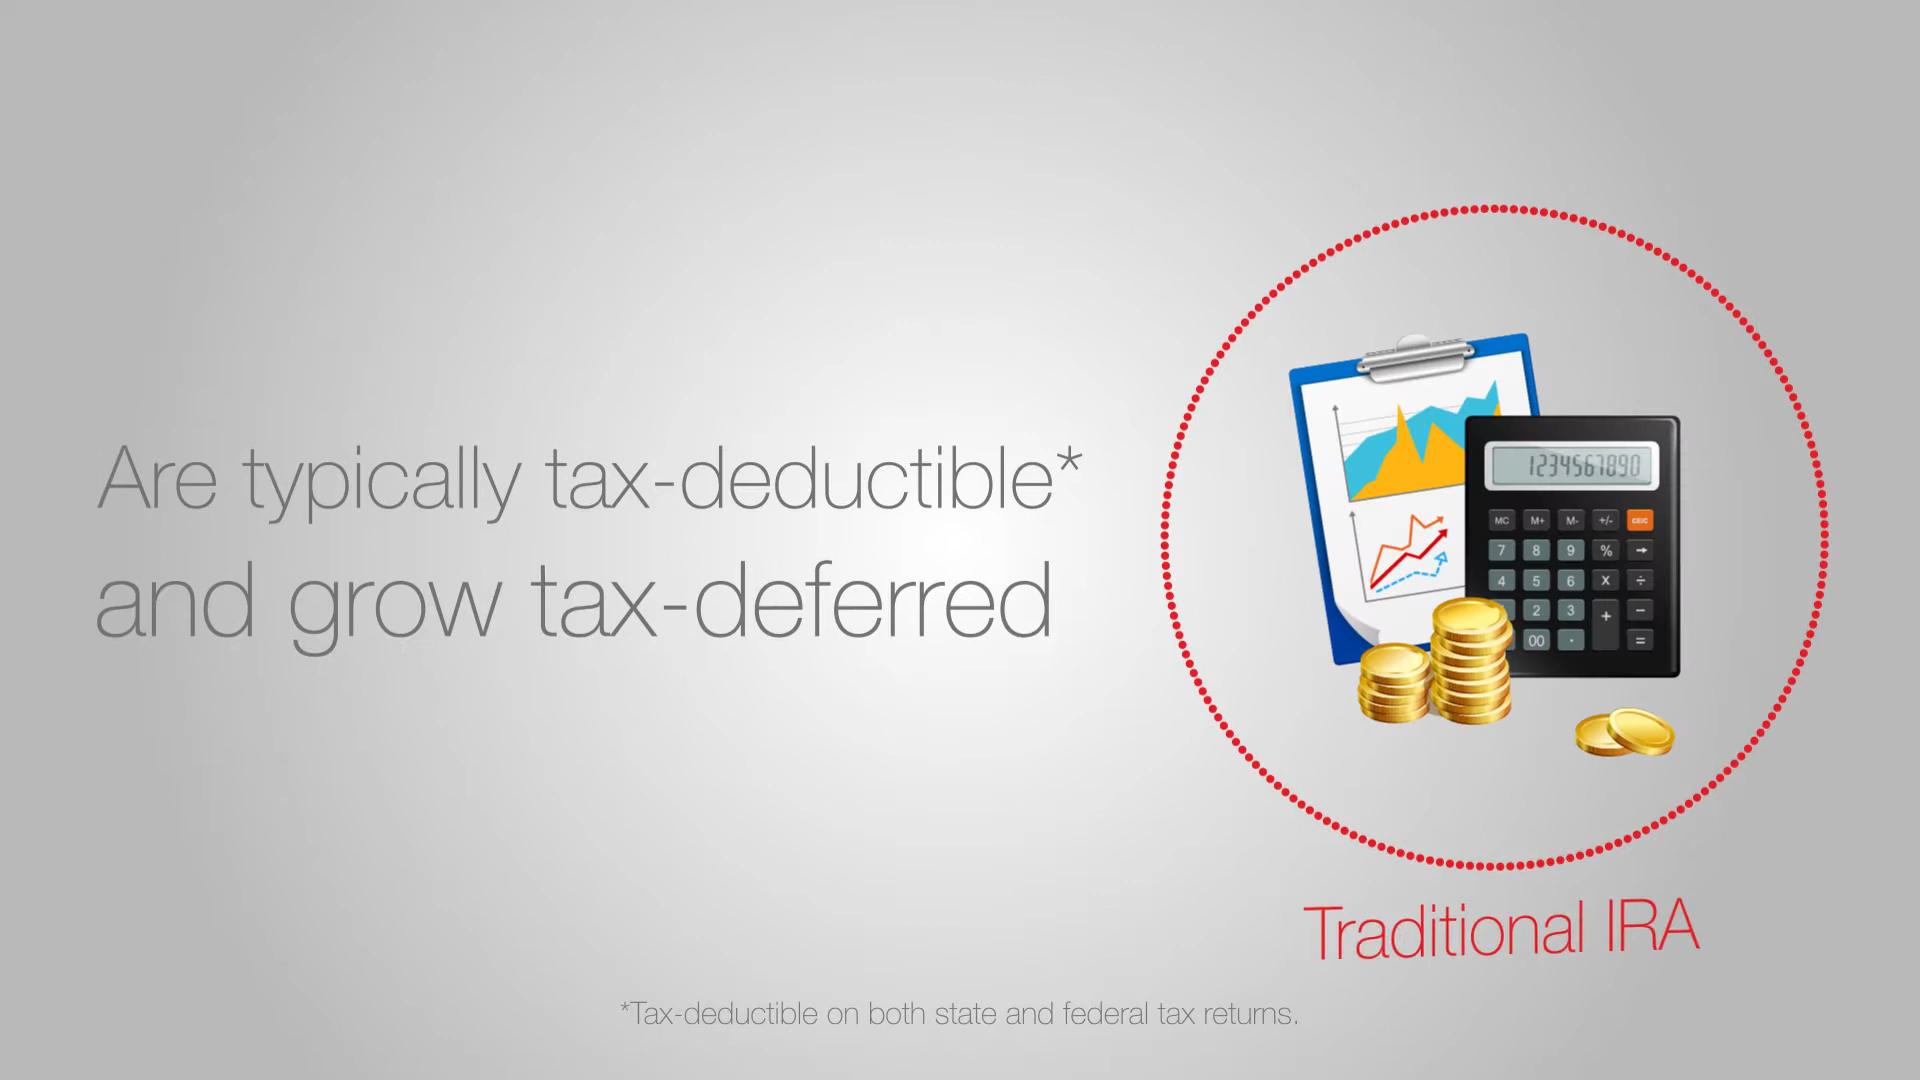 Are typically tax-deductible*
and grow tax-deferred
1234567890
MC M+ M- +/- CE/C
7 8 9 % →
4 5 6 X ÷
2 3 + −
00 . =
Traditional IRA
*Tax-deductible on both state and federal tax returns.